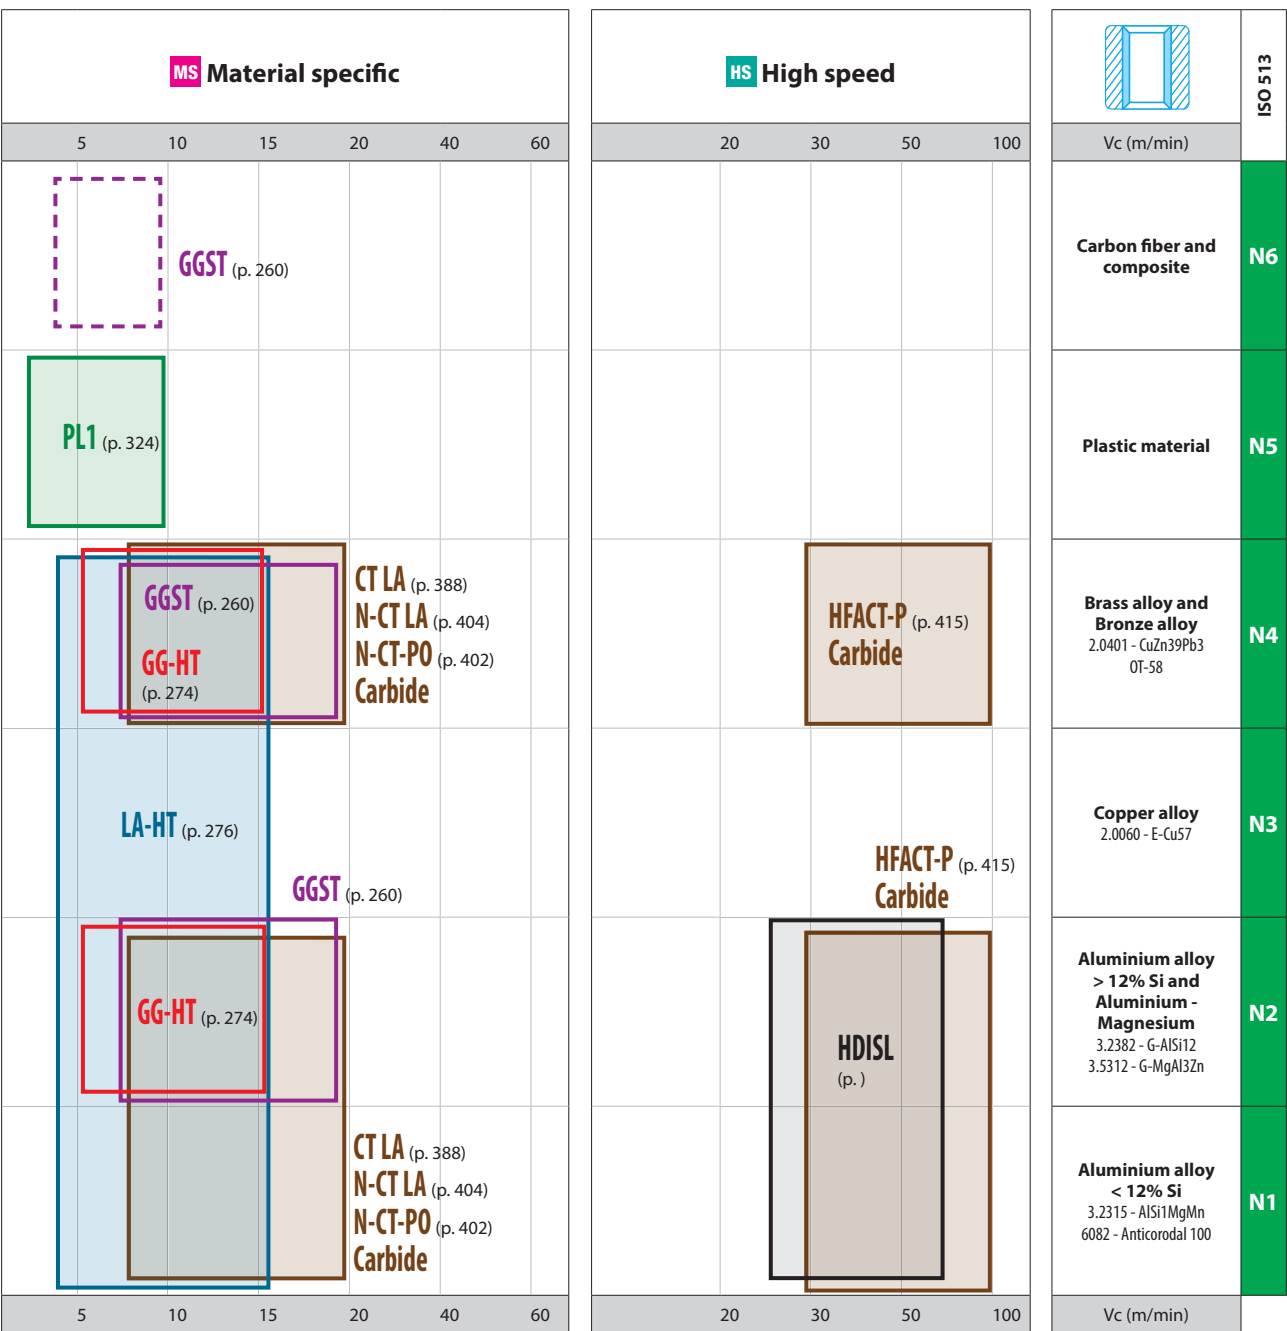 MS Material specific
HS High speed
ISO 513
5 10 15 20 40 60
20 30 50 100
Vc (m/min)
GGST (p. 260)
Carbon fiber and
composite
N6
PL1 (p. 324)
Plastic material
N5
GGST (p. 260)
GG-HT
(p. 274)
CT LA (p. 388)
N-CT LA (p. 404)
N-CT-PO (p. 402)
Carbide
HFACT-P (p. 415)
Carbide
Brass alloy and
Bronze alloy
2.0401 - CuZn39Pb3
OT-58
N4
LA-HT (p. 276)
GGST (p. 260)
HFACT-P (p. 415)
Carbide
Copper alloy
2.0060 - E-Cu57
N3
GG-HT (p. 274)
HDISL
(p. )
Aluminium alloy
> 12% Si and
Aluminium -
Magnesium
3.2382 - G-AlSi12
3.5312 - G-MgAl3Zn
N2
CT LA (p. 388)
N-CT LA (p. 404)
N-CT-PO (p. 402)
Carbide
Aluminium alloy
< 12% Si
3.2315 - AlSi1MgMn
6082 - Anticorodal 100
N1
5 10 15 20 40 60
20 30 50 100
Vc (m/min)